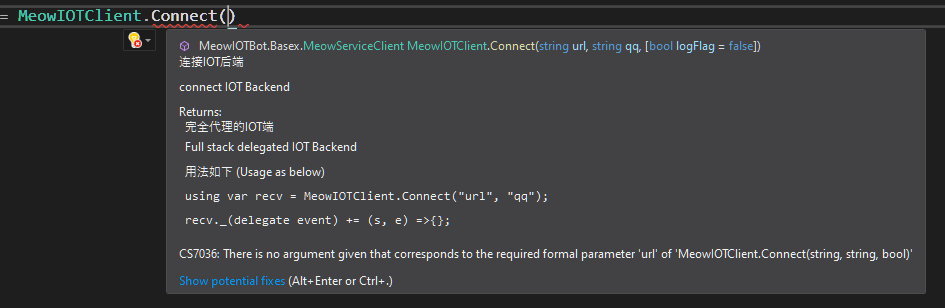 = MeowIOTClient.Connect()
MeowIOTBot.Basex.MeowServiceClient MeowIOTClient.Connect(string url, string qq, [bool logFlag = false])
连接IOT后端
connect IOT Backend
Returns:
完全代理的IOT端
Full stack delegated IOT Backend
用法如下 (Usage as below)
using var recv = MeowIOTClient.Connect("url", "qq");
recv._(delegate event) += (s, e) =>{};
CS7036: There is no argument given that corresponds to the required formal parameter 'url' of 'MeowIOTClient.Connect(string, string, bool)'
Show potential fixes (Alt+Enter or Ctrl+.)